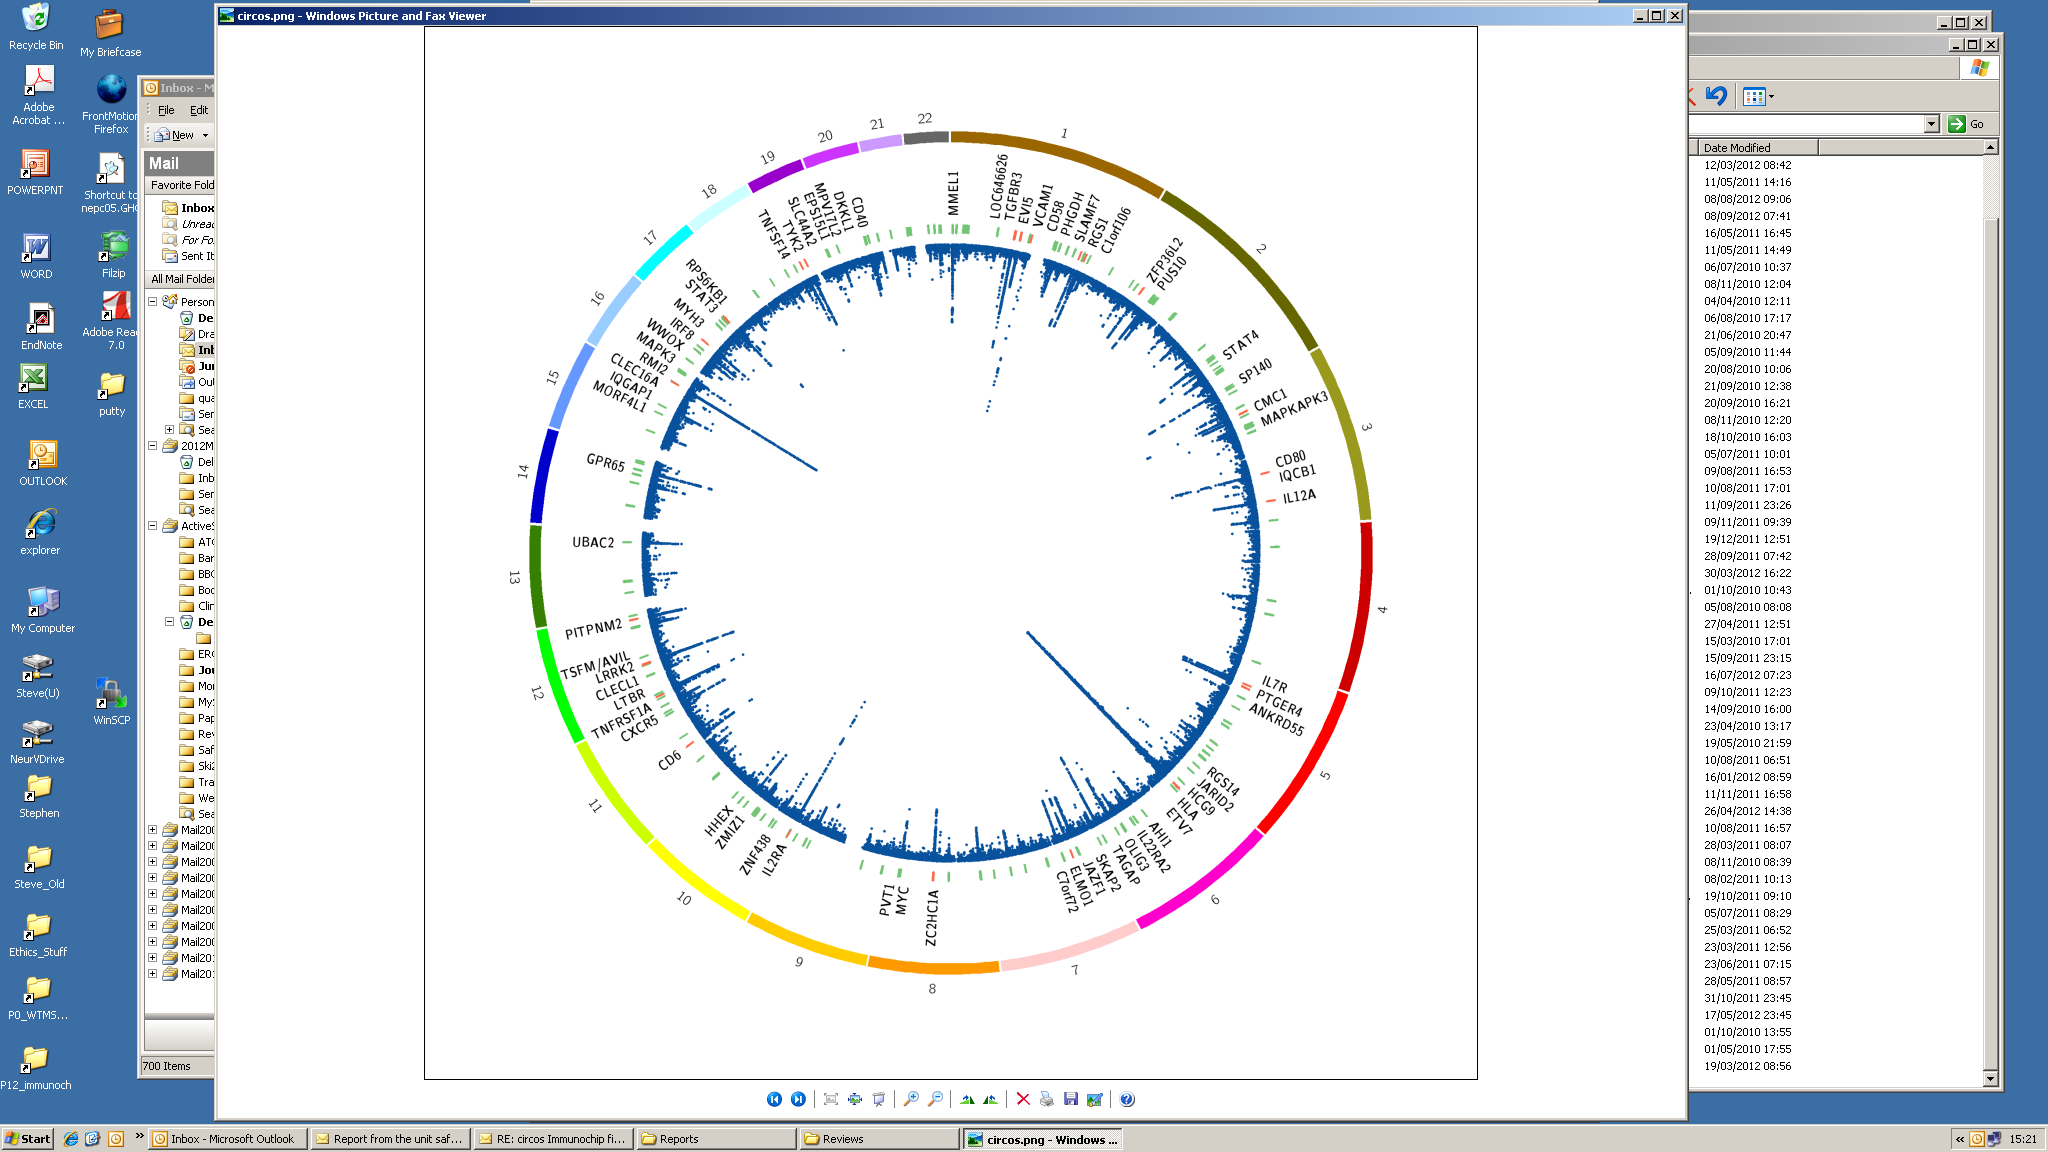 circos.png - Windows Picture and Fax Viewer
Recycle Bin
My Briefcase
Adobe
Acrobat ...
FrontMotion
Firefox
POWERPNT
Shortcut to
nepc05.GH
WORD
Filzip
EndNote
Adobe Rea
7.0
EXCEL
putty
OUTLOOK
explorer
My Computer
Steve(U)
WinSCP
NeurVDrive
Stephen
Steve_Old
Ethics_Stuff
P0_WTMS...
P12_immunoch
Inbox - M
File Edit
New
Mail
Favorite Fold
Inbox
Unread
For Fo
Sent It
All Mail Folder
Person
De
Dra
Inb
Jun
Out
qua
Sen
Sea
2012M
Del
Inb
Sen
Sea
ActiveS
ATC
Bar
BBC
Boo
Clin
De
ERC
Jou
Mor
MyS
Pap
Rev
Saf
Ski2
Tra
We
Sea
Mail200
Mail200
Mail200
Mail200
Mail200
Mail200
Mail200
Mail200
Mail201
Mail201
700 Items
1
2
3
4
5
6
7
8
9
10
11
12
13
14
15
16
17
18
19
20
21
22
MMEL1
LOC646626
TGFBR3
EVI5
VCAM1
CD58
PHGDH
SLAMF7
RGS1
C1orf106
ZFP36L2
PUS10
STAT4
SP140
CMC1
MAPKAPK3
CD80
IQCB1
IL12A
IL7R
PTGER4
ANKRD55
RGS14
JARID2
HCG9
HLA
ETV7
AHI1
IL22RA2
OLIG3
TAGAP
SKAP2
JAZF1
ELMO1
C7orf72
ZC2HC1A
MYC
PVT1
IL2RA
ZNF438
ZMIZ1
HHEX
CD6
CXCR5
TNFRSF1A
LTBR
CLECL1
LRRK2
TSFM/AVIL
PITPNM2
UBAC2
GPR65
MORF4L1
IQGAP1
CLEC16A
RMI2
MAPK3
WWOX
IRF8
MYH3
STAT3
RPS6KB1
TNFSF14
TYK2
SLC44A2
EPS15L1
MPV17L2
DKKL1
CD40
Go
Date Modified
12/03/2012 08:42
11/05/2011 14:16
08/08/2012 09:06
08/09/2012 07:41
16/05/2011 16:45
11/05/2011 14:49
06/07/2010 10:37
08/11/2010 12:04
04/04/2010 12:11
06/08/2010 17:17
21/06/2010 20:47
05/09/2010 11:44
20/08/2010 10:06
21/09/2010 12:38
20/09/2010 16:21
08/11/2010 12:20
18/10/2010 16:03
05/07/2011 10:01
09/08/2011 16:53
10/08/2011 17:01
11/09/2011 23:26
09/11/2011 09:39
19/12/2011 12:51
28/09/2011 07:42
30/03/2012 16:22
01/10/2010 10:43
05/08/2010 08:08
27/04/2011 12:51
15/03/2010 17:01
15/09/2011 23:15
16/07/2012 07:23
09/10/2011 12:23
14/09/2010 16:00
23/04/2010 13:17
19/05/2010 21:59
10/08/2011 06:51
16/01/2012 08:59
11/11/2011 16:58
26/04/2012 14:38
10/08/2011 16:57
28/03/2011 08:07
08/11/2010 08:39
08/02/2011 10:13
19/10/2011 09:10
05/07/2011 08:29
25/03/2011 06:52
23/03/2011 12:56
23/06/2011 07:15
28/05/2011 08:57
31/10/2011 23:45
17/05/2012 23:45
01/10/2010 13:55
01/05/2010 17:55
19/03/2012 08:56
Start
Inbox - Microsoft Outlook
Report from the unit saf...
RE: circos Immunochip fi...
Reports
Reviews
circos.png - Windows ...
15:21